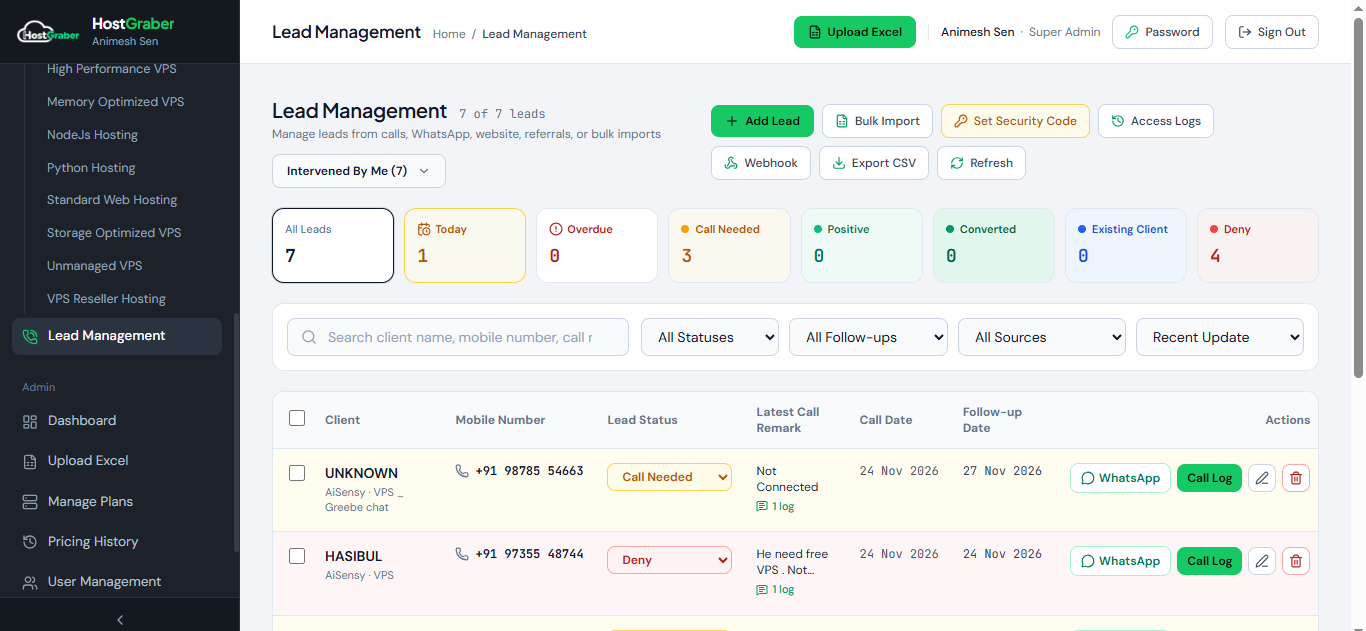 HostGraber
HostGraber
Animesh Sen
High Performance VPS
Memory Optimized VPS
NodeJs Hosting
Python Hosting
Standard Web Hosting
Storage Optimized VPS
Unmanaged VPS
VPS Reseller Hosting
Lead Management
Admin
Dashboard
Upload Excel
Manage Plans
Pricing History
User Management
Lead Management Home / Lead Management
Upload Excel
Animesh Sen · Super Admin
Password
Sign Out
Lead Management 7 of 7 leads
Manage leads from calls, WhatsApp, website, referrals, or bulk imports
Intervened By Me (7)
+ Add Lead
Bulk Import
Set Security Code
Access Logs
Webhook
Export CSV
Refresh
All Leads
7
Today
1
Overdue
0
Call Needed
3
Positive
0
Converted
0
Existing Client
0
Deny
4
Search client name, mobile number, call r
All Statuses
All Follow-ups
All Sources
Recent Update
Client
Mobile Number
Lead Status
Latest Call
Remark
Call Date
Follow-up
Date
Actions
UNKNOWN
AiSensy · VPS _
Greebe chat
+91 98785 54663
Call Needed
Not
Connected
1 log
24 Nov 2026
27 Nov 2026
WhatsApp
Call Log
HASIBUL
AiSensy · VPS
+91 97355 48744
Deny
He need free
VPS . Not...
1 log
24 Nov 2026
24 Nov 2026
WhatsApp
Call Log